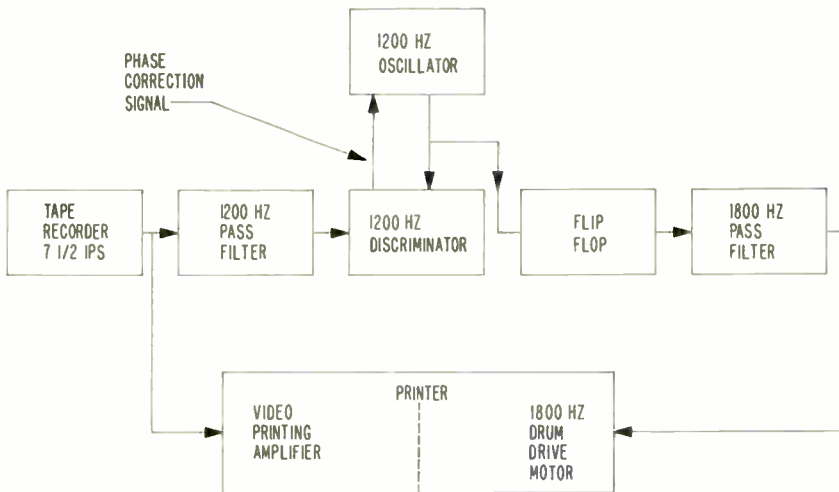 1200 HZ
OSCILLATOR
PHASE
CORRECTION
SIGNAL
TAPE
RECORDER
7 1/2 IPS
1200 HZ
PASS
FILTER
1200 HZ
DISCRIMINATOR
FLIP
FLOP
1800 HZ
PASS
FILTER
PRINTER
VIDEO
PRINTING
AMPLIFIER
1800 HZ
DRUM
DRIVE
MOTOR